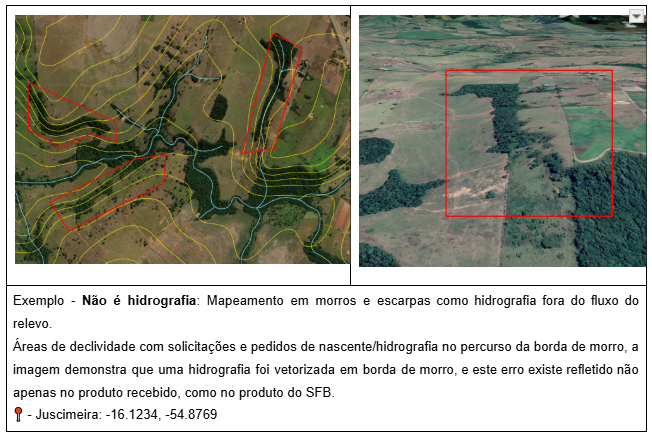 Exemplo - Não é hidrografia: Mapeamento em morros e escarpas como hidrografia fora do fluxo do
relevo.
Áreas de declividade com solicitações e pedidos de nascente/hidrografia no percurso da borda de morro, a
imagem demonstra que uma hidrografia foi vetorizada em borda de morro, e este erro existe refletido não
apenas no produto recebido, como no produto do SFB.
- Juscimeira: -16.1234, -54.8769